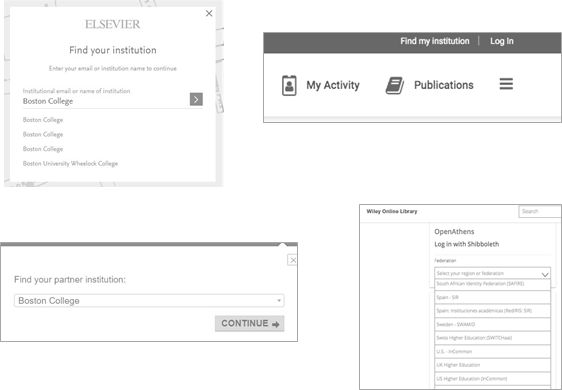 ELSEVIER
Find your institution
Enter your email or institution name to continue
Institutional email or name of institution
Boston College
Boston College
Boston College
Boston College
Boston University Wheelock College
Find my institution | Log In
My Activity
Publications
Find your partner institution:
Boston College
CONTINUE
Wiley Online Library
Search
OpenAthens
Log in with Shibboleth
Federation
Select your region or federation
South African Identity Federation (SAFIRE)
Spain - SIR
Spain: Instituciones académicas (RedIRIS: SIR)
Sweden - SWAMID
Swiss Higher Education (SWITCHaai)
U.S. - InCommon
UK Higher Education
US Higher Education (InCommon)